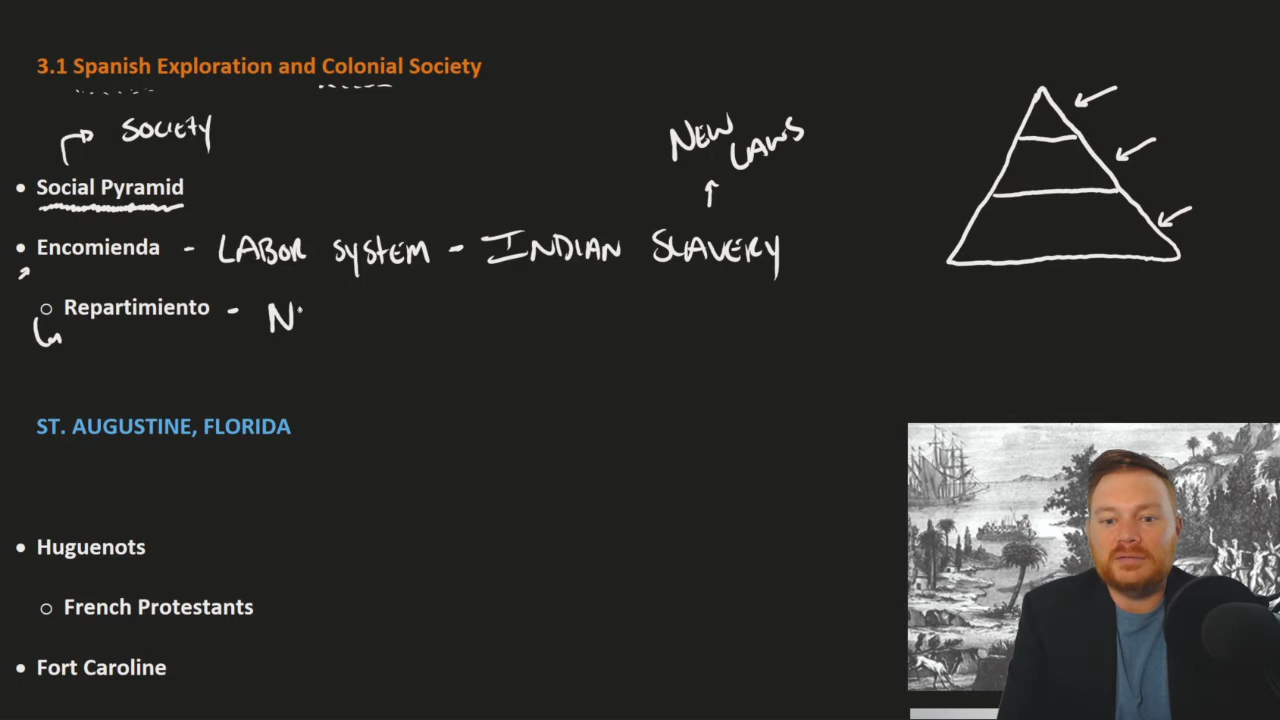 3.1 Spanish Exploration and Colonial Society
SOCIETY
NEW LAWS
• Social Pyramid
• Encomienda - LABOR SYSTEM - INDIAN SLAVERY
○ Repartimiento - N
ST. AUGUSTINE, FLORIDA
• Huguenots
○ French Protestants
• Fort Caroline